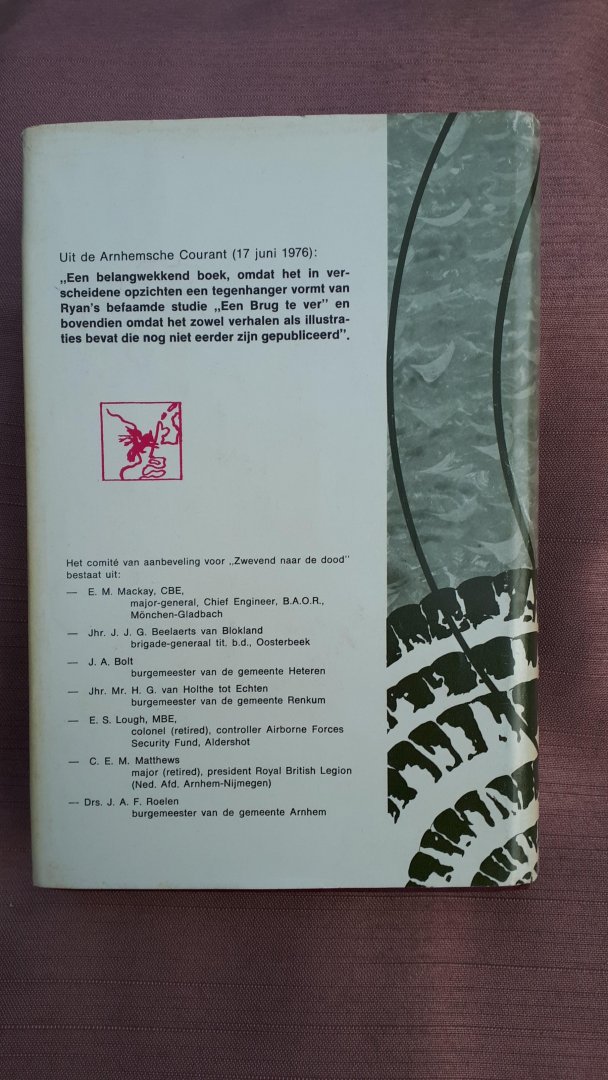 Uit de Arnhemsche Courant (17 juni 1976):
„Een belangwekkend boek, omdat het in ver-
scheidene opzichten een tegenhanger vormt van
Ryan's befaamde studie „Een Brug te ver" en
bovendien omdat het zowel verhalen als illustra-
ties bevat die nog niet eerder zijn gepubliceerd".
Het comité van aanbeveling voor „Zwevend naar de dood"
bestaat uit:
— E. M. Mackay, CBE,
major-general, Chief Engineer, B.A.O.R.,
Mönchen-Gladbach
— Jhr. J. J. G. Beelaerts van Blokland
brigade-generaal tit. b.d., Oosterbeek
— J. A. Bolt
burgemeester van de gemeente Heteren
— Jhr. Mr. H. G. van Holthe tot Echten
burgemeester van de gemeente Renkum
— E. S. Lough, MBE,
colonel (retired), controller Airborne Forces
Security Fund, Aldershot
— C. E. M. Matthews
major (retired), president Royal British Legion
(Ned. Afd. Arnhem-Nijmegen)
— Drs. J. A. F. Roelen
burgemeester van de gemeente Arnhem